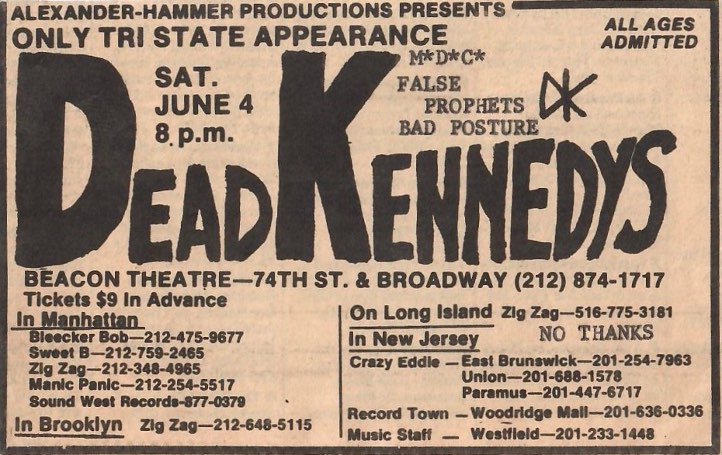 ALEXANDER-HAMMER PRODUCTIONS PRESENTS
ONLY TRI STATE APPEARANCE
ALL AGES
ADMITTED
SAT.
JUNE 4
8 p.m.
M*D*C*
FALSE
PROPHETS
BAD POSTURE
DK
DEAD KENNEDYS
BEACON THEATRE—74TH ST. & BROADWAY (212) 874-1717
Tickets $9 In Advance
In Manhattan
Bleecker Bob—212-475-9677
Sweet B—212-759-2465
Zig Zag—212-348-4965
Manic Panic—212-254-5517
Sound West Records-877-0379
In Brooklyn Zig Zag—212-648-5115
On Long Island Zig Zag—516-775-3181
In New Jersey NO THANKS
Crazy Eddie — East Brunswick—201-254-7963
Union—201-688-1578
Paramus—201-447-6717
Record Town — Woodridge Mall—201-636-0336
Music Staff — Westfield—201-233-1448